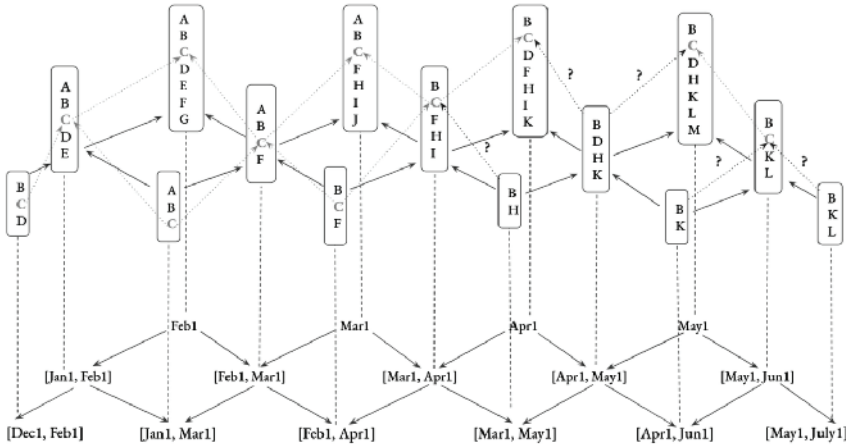 A
B
C
D
E
F
G
A
B
C
F
H
I
J
B
C
D
F
H
I
K
B
C
D
H
K
L
M
?
?
A
B
C
D
E
A
B
C
F
B
C
F
H
I
B
D
H
K
B
C
K
L
?
?
?
B
C
D
A
B
C
B
C
F
B
H
B
K
B
K
L
Feb1
Mar1
Apr1
May1
[Jan1, Feb1]
[Feb1, Mar1]
[Mar1, Apr1]
[Apr1, May1]
[May1, Jun1]
[Dec1, Feb1]
[Jan1, Mar1]
[Feb1, Apr1]
[Mar1, May1]
[Apr1, Jun1]
[May1, July1]